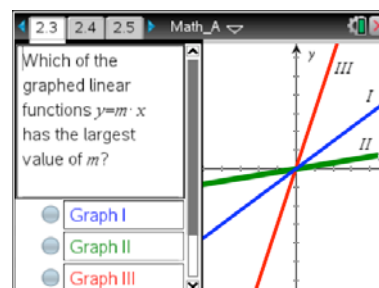 2.3 2.4 2.5 Math_A
Which of the
graphed linear
functions y=m· x
has the largest
value of m?
Graph I
Graph II
Graph III
y
III
I
II